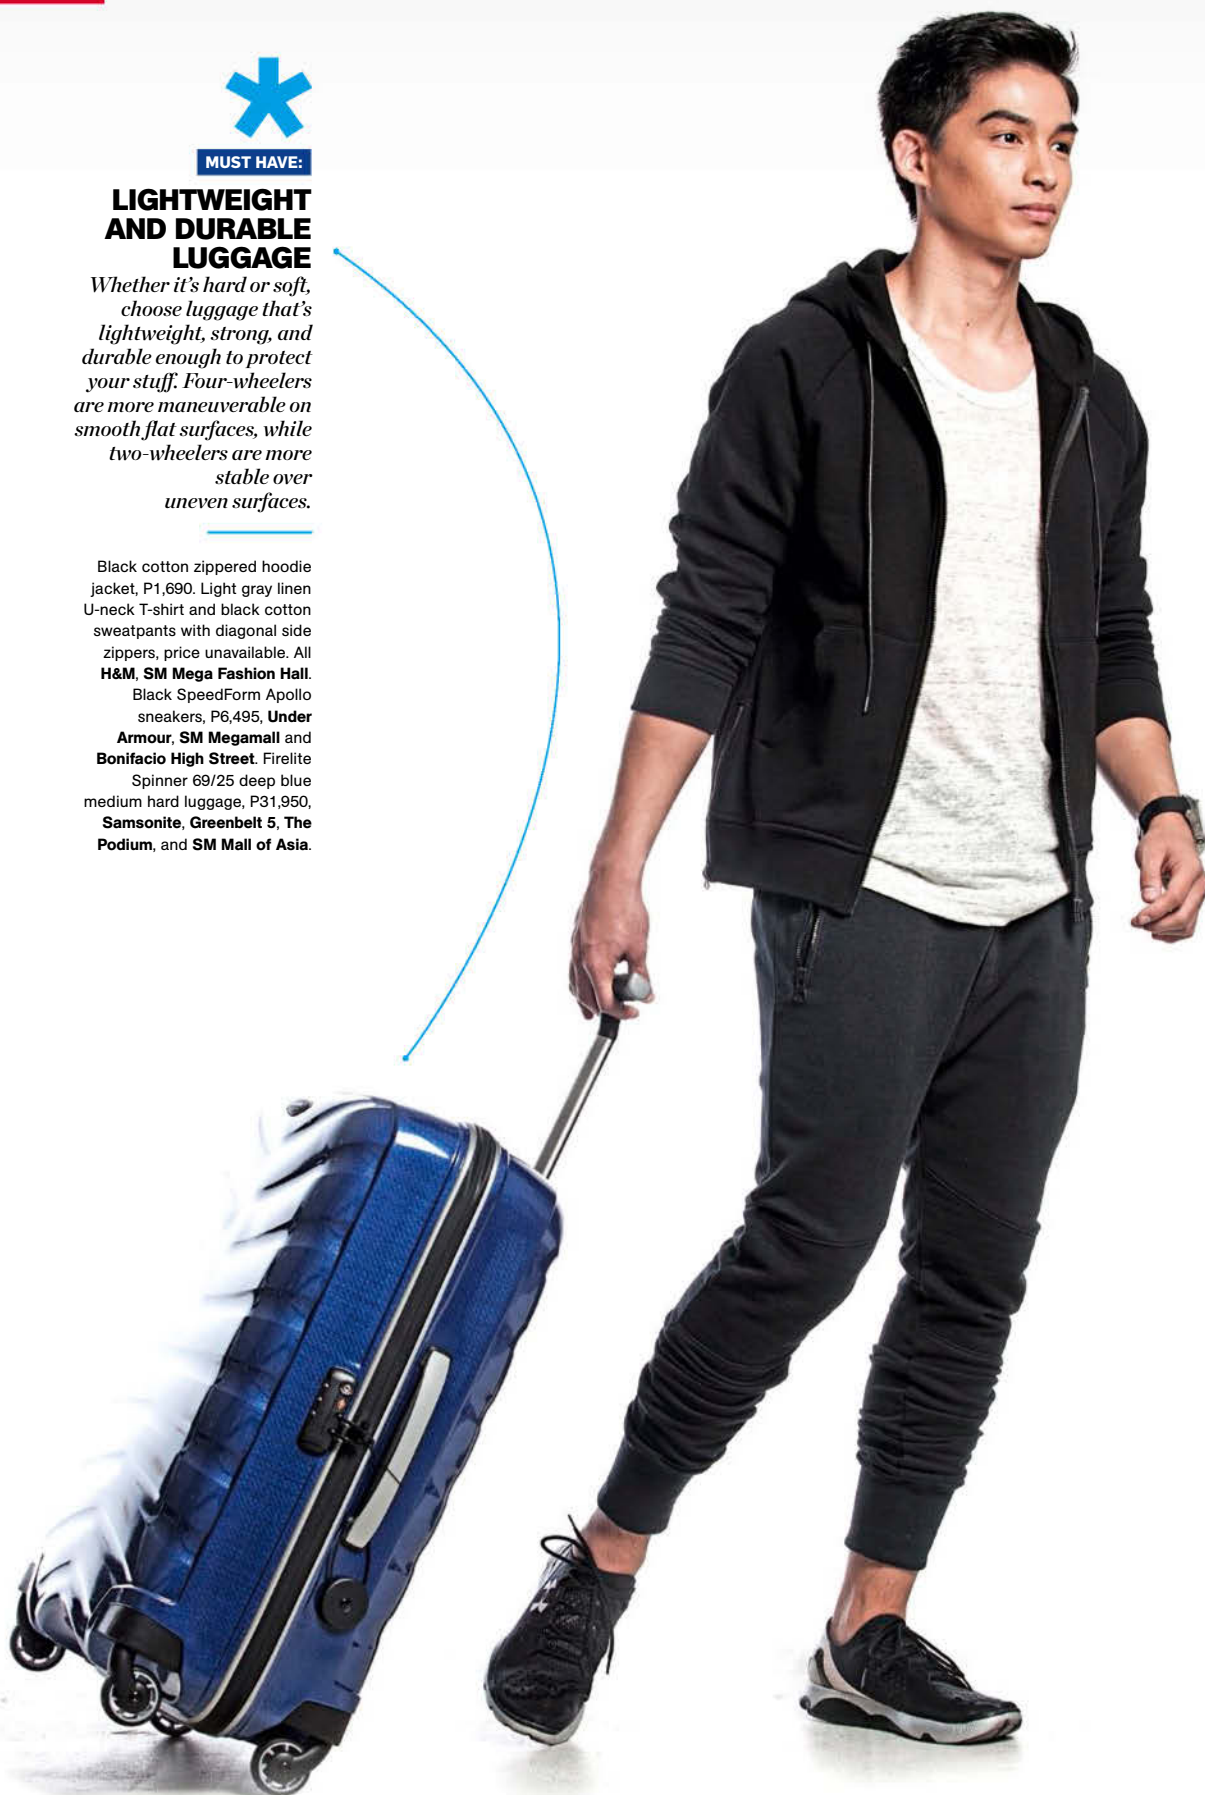 MUST HAVE:
LIGHTWEIGHT
AND DURABLE
LUGGAGE
Whether it's hard or soft,
choose luggage that's
lightweight, strong, and
durable enough to protect
your stuff. Four-wheelers
are more maneuverable on
smooth flat surfaces, while
two-wheelers are more
stable over
uneven surfaces.
Black cotton zippered hoodie
jacket, P1,690. Light gray linen
U-neck T-shirt and black cotton
sweatpants with diagonal side
zippers, price unavailable. All
H&M, SM Mega Fashion Hall.
Black SpeedForm Apollo
sneakers, P6,495, Under
Armour, SM Megamall and
Bonifacio High Street. Firelite
Spinner 69/25 deep blue
medium hard luggage, P31,950,
Samsonite, Greenbelt 5, The
Podium, and SM Mall of Asia.